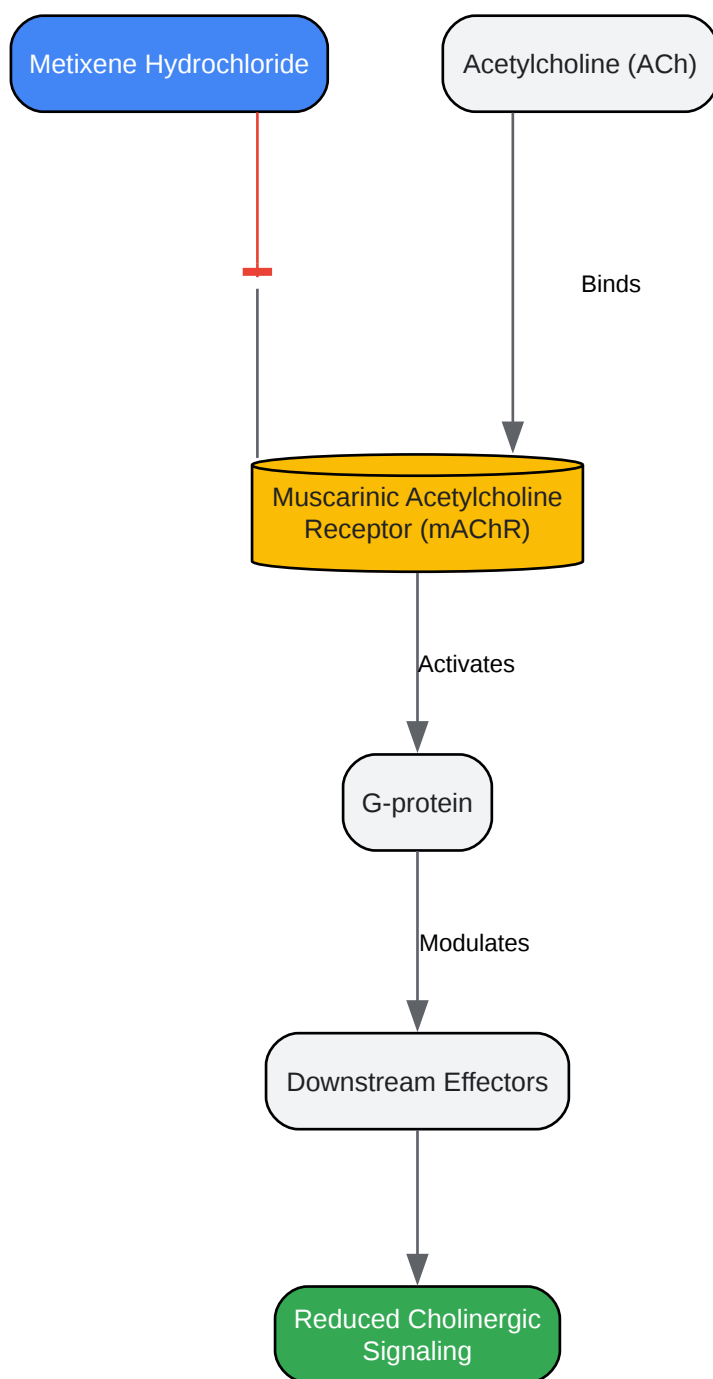 Metixene Hydrochloride
Acetylcholine (ACh)
Binds
Muscarinic Acetylcholine
Receptor (mAChR)
Activates
G-protein
Modulates
Downstream Effectors
Reduced Cholinergic
Signaling